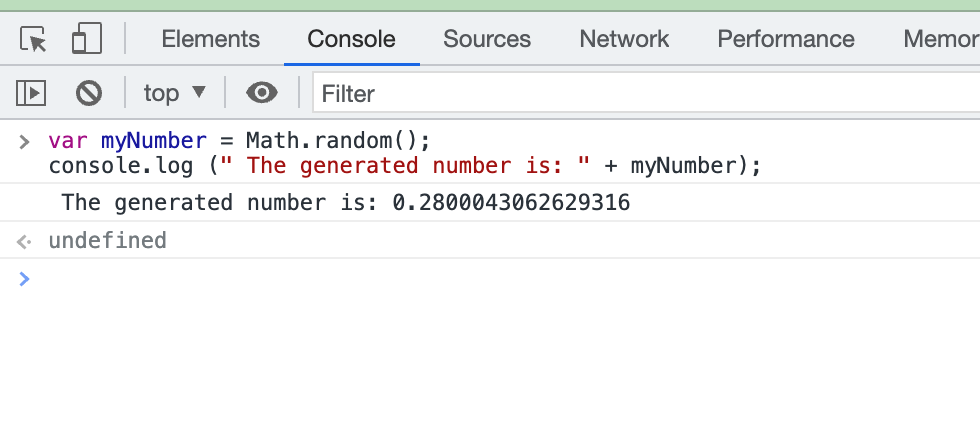 Elements Console Sources Network Performance Memor
top Filter
var myNumber = Math.random();
console.log (" The generated number is: " + myNumber);
The generated number is: 0.2800043062629316
undefined